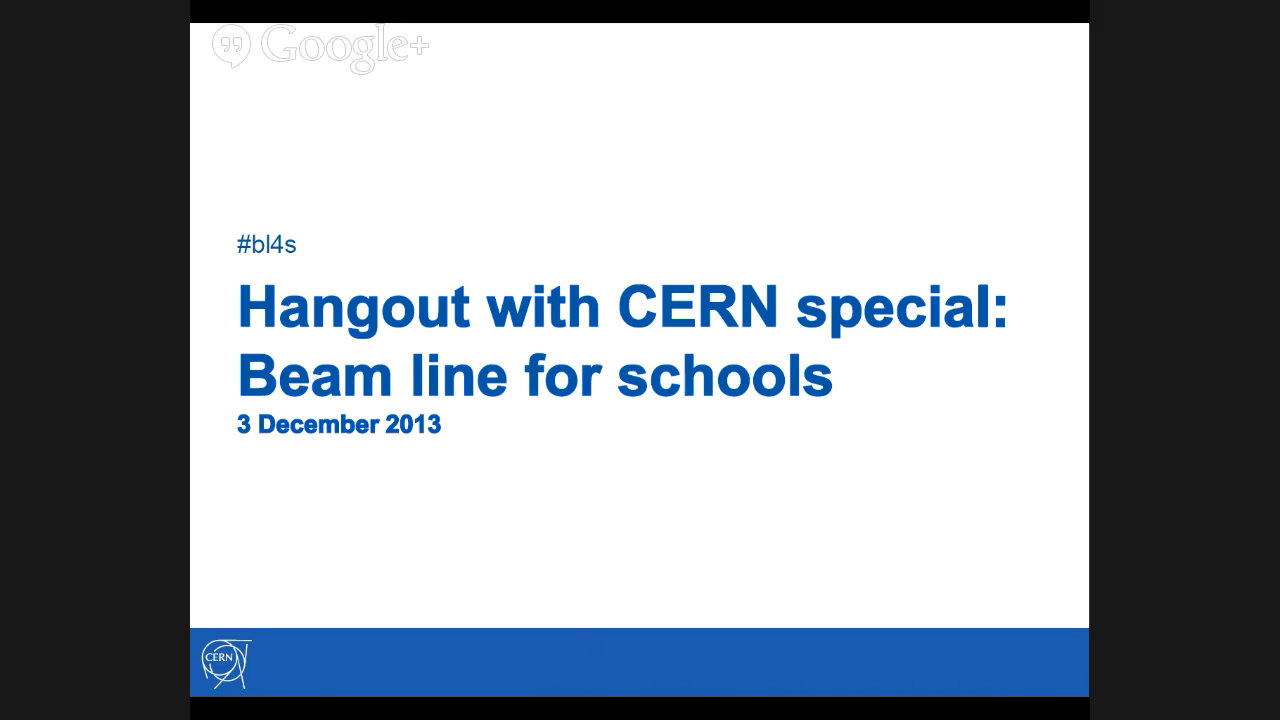 Google+
#bl4s
Hangout with CERN special:
Beam line for schools
3 December 2013
CERN